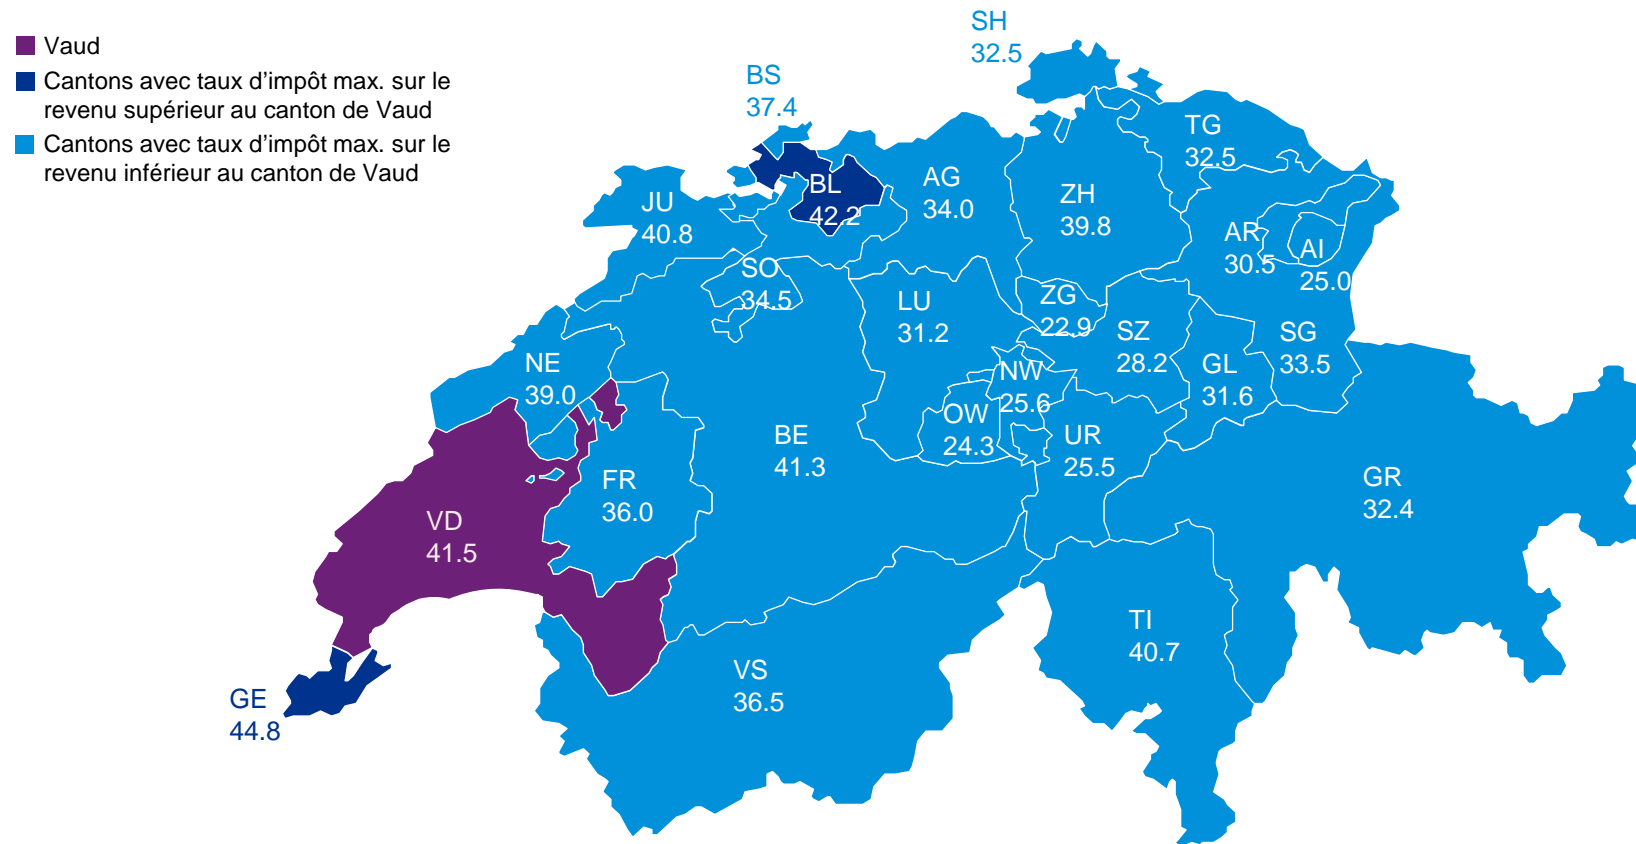 Vaud
Cantons avec taux d'impôt max. sur le
revenu supérieur au canton de Vaud
Cantons avec taux d'impôt max. sur le
revenu inférieur au canton de Vaud
SH
32.5
BS
37.4
TG
32.5
BL
42.2
AG
34.0
ZH
39.8
JU
40.8
AR
30.5
AI
25.0
SO
34.5
LU
31.2
ZG
22.9
SZ
28.2
GL
31.6
SG
33.5
NE
39.0
NW
25.6
OW
24.3
UR
25.5
BE
41.3
FR
36.0
GR
32.4
VD
41.5
TI
40.7
VS
36.5
GE
44.8